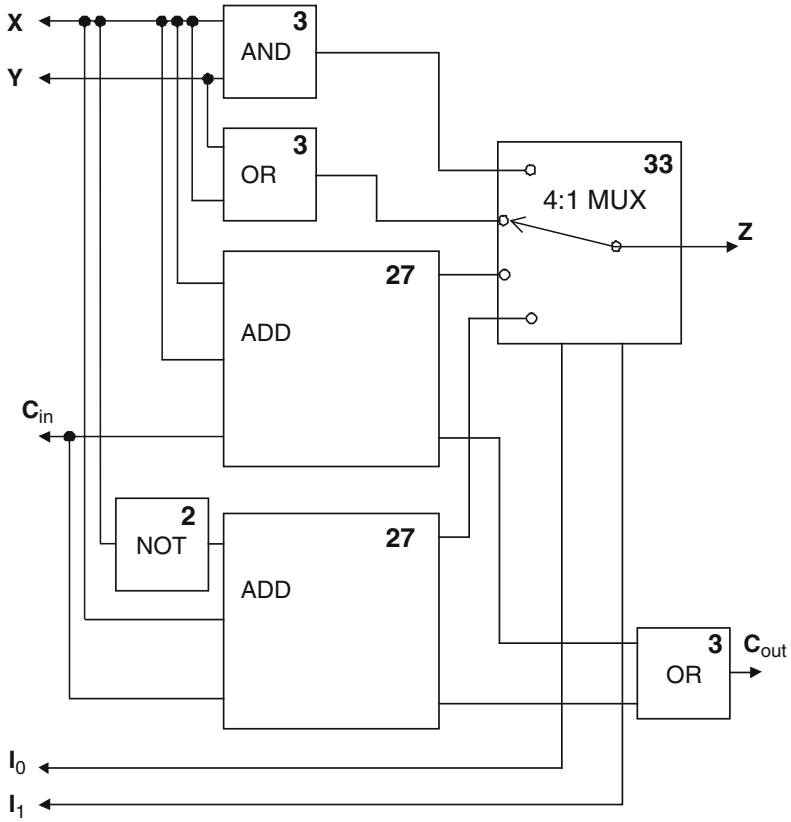 X
3
AND
Y
3
OR
33
4:1 MUX
Z
27
ADD
Cin
2
NOT
27
ADD
3
OR
Cout
I0
I1